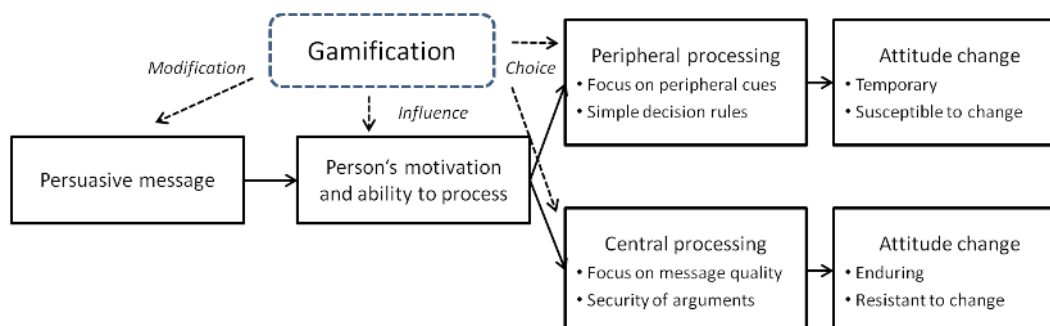 Gamification
Modification
Choice
Influence
Persuasive message
Person's motivation
and ability to process
Peripheral processing
• Focus on peripheral cues
• Simple decision rules
Attitude change
• Temporary
• Susceptible to change
Central processing
• Focus on message quality
• Security of arguments
Attitude change
• Enduring
• Resistant to change